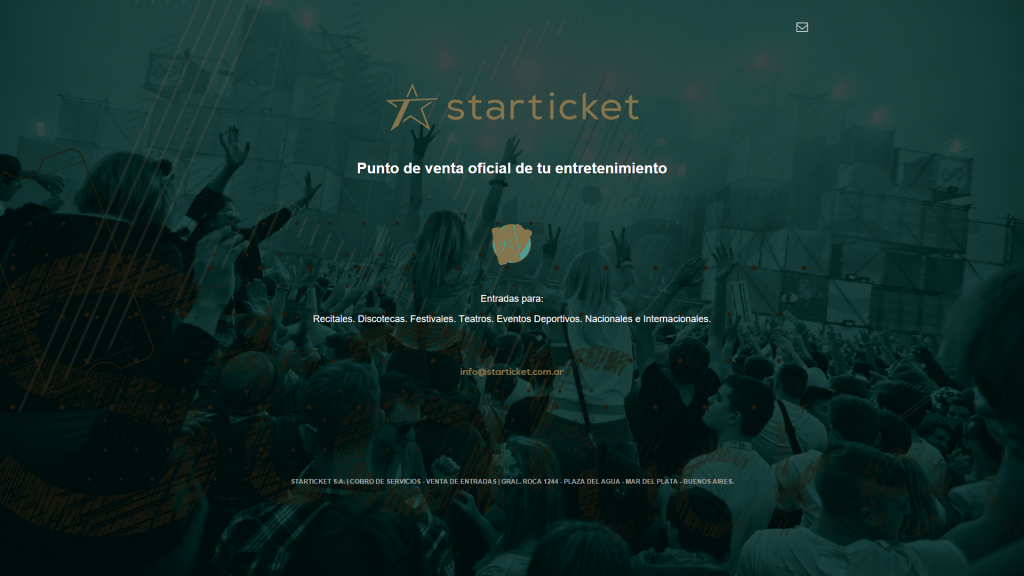 starticket
Punto de venta oficial de tu entretenimiento
Entradas para:
Recitales. Discotecas. Festivales. Teatros. Eventos Deportivos. Nacionales e Internacionales.
info@starticket.com.ar
STARTICKET S.A. | COBRO DE SERVICIOS - VENTA DE ENTRADAS | GRAL. ROCA 1244 - PLAZA DEL AGUA - MAR DEL PLATA - BUENOS AIRES.